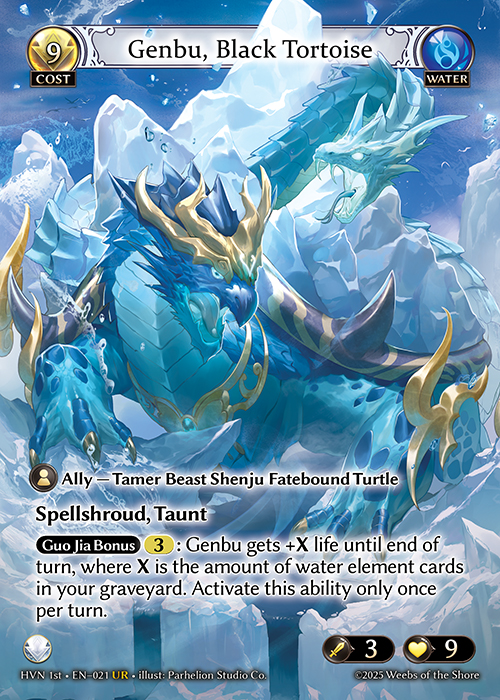 9
COST
Genbu, Black Tortoise
WATER
Ally — Tamer Beast Shenju Fatebound Turtle
Spellshroud, Taunt
Guo Jia Bonus 3 : Genbu gets +X life until end of
turn, where X is the amount of water element cards
in your graveyard. Activate this ability only once
per turn.
3 9
HVN 1st • EN-021 UR • illust: Parhelion Studio Co. ©2025 Weebs of the Shore